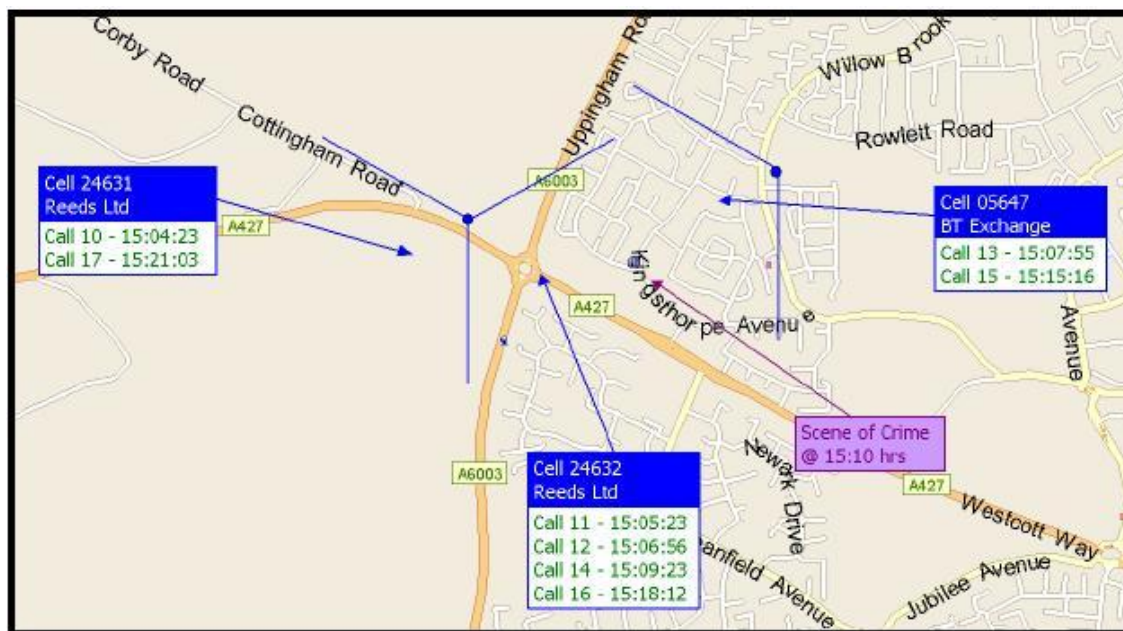 Corby Road
Cottingham Road
Uppingham Ro
Willow Brook
Rowlett Road
A6003
Cell 24631
Reeds Ltd
Call 10 - 15:04:23
Call 17 - 15:21:03
A427
Cell 05647
BT Exchange
Call 13 - 15:07:55
Call 15 - 15:15:16
Kingsthorpe Avenue
A427
Avenue
Scene of Crime
@ 15:10 hrs
Cell 24632
Reeds Ltd
Call 11 - 15:05:23
Call 12 - 15:06:56
Call 14 - 15:09:23
Call 16 - 15:18:12
A6003
Newark Drive
A427
Westcott Way
anfield Avenue
Jubilee Avenue